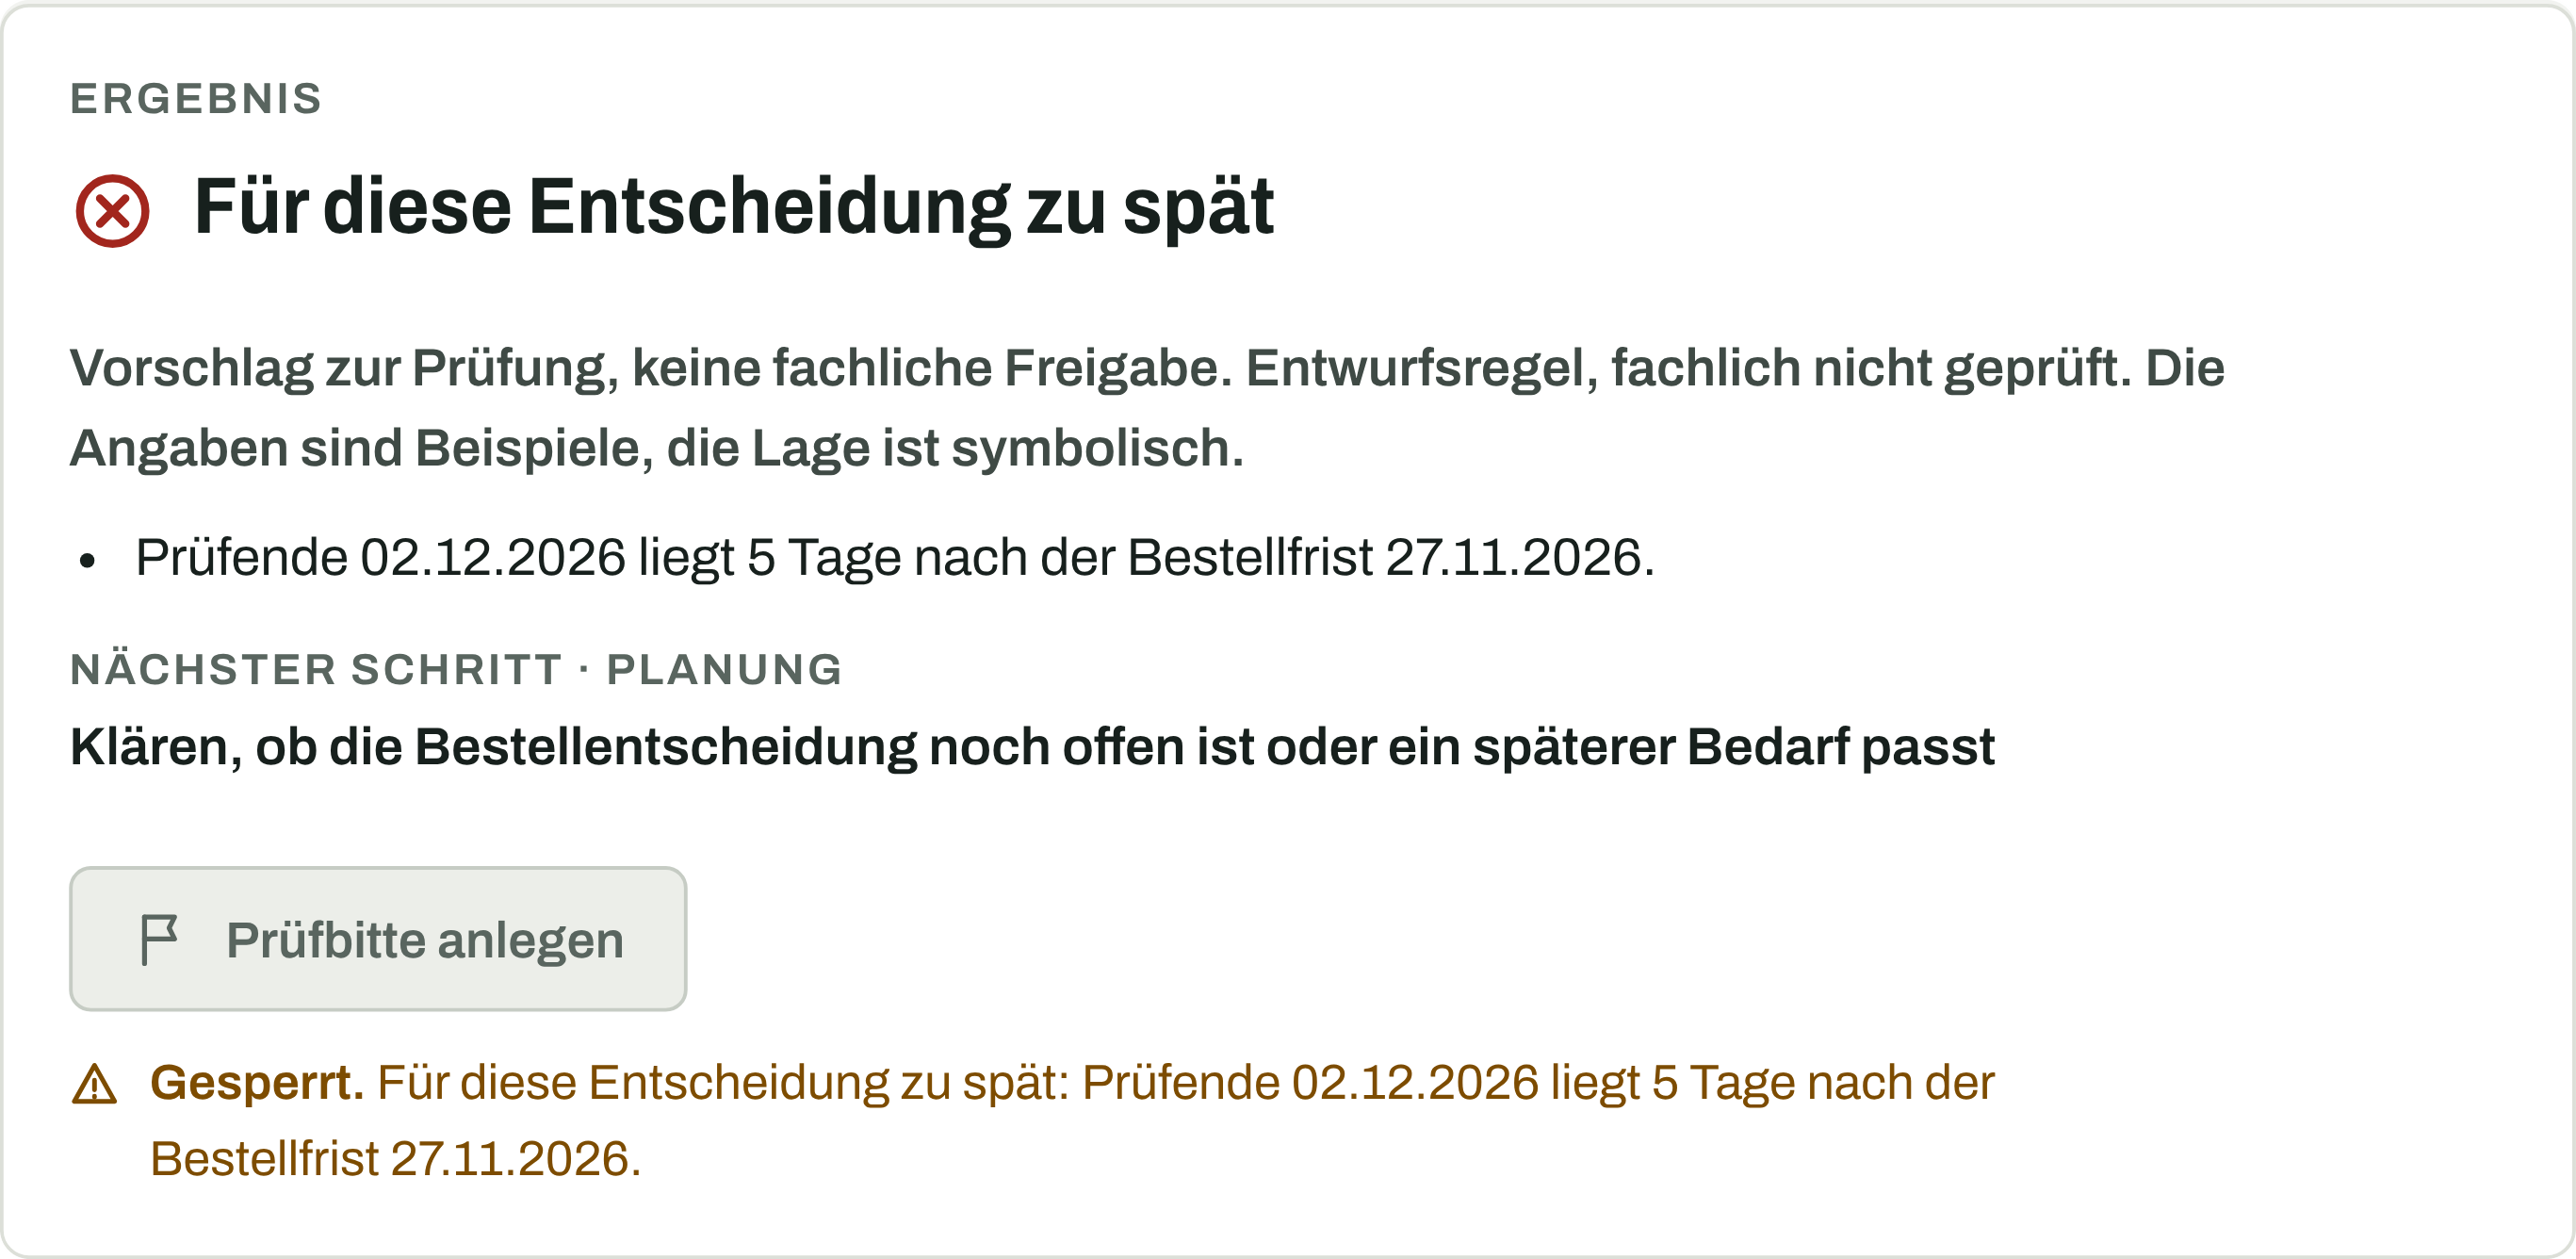 ERGEBNIS
Für diese Entscheidung zu spät
Vorschlag zur Prüfung, keine fachliche Freigabe. Entwurfsregel, fachlich nicht geprüft. Die
Angaben sind Beispiele, die Lage ist symbolisch.
• Prüfende 02.12.2026 liegt 5 Tage nach der Bestellfrist 27.11.2026.
NÄCHSTER SCHRITT · PLANUNG
Klären, ob die Bestellentscheidung noch offen ist oder ein späterer Bedarf passt
Prüfbitte anlegen
Gesperrt. Für diese Entscheidung zu spät: Prüfende 02.12.2026 liegt 5 Tage nach der
Bestellfrist 27.11.2026.